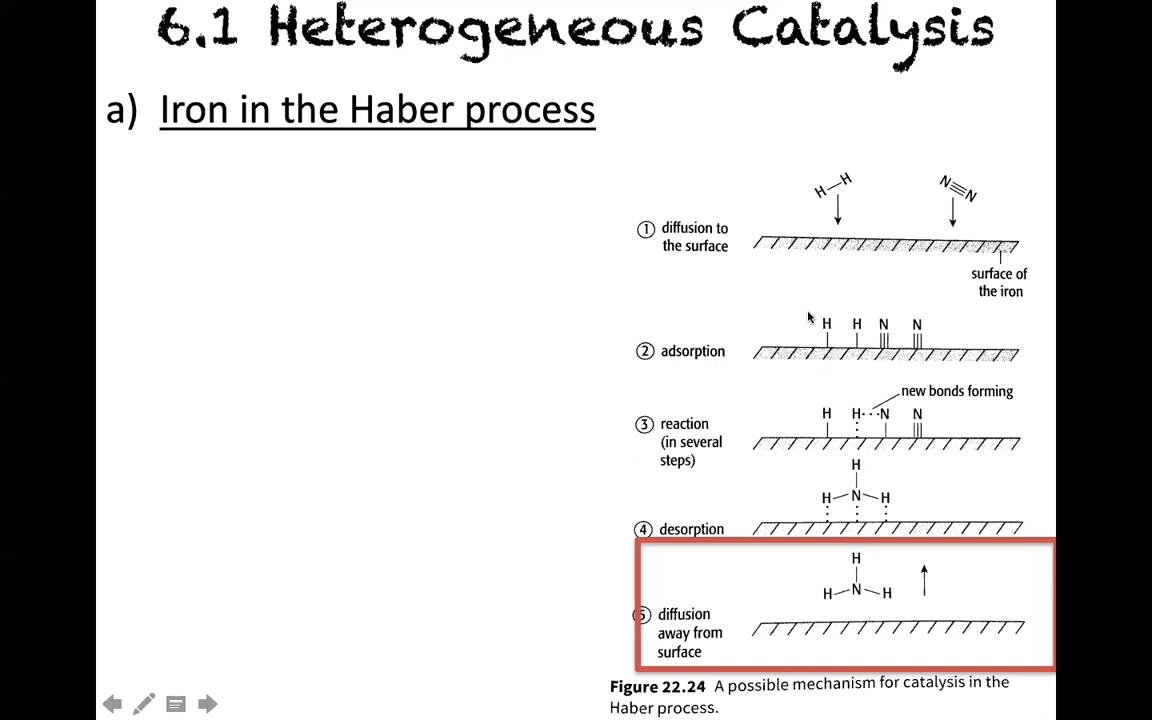 6.1 Heterogeneous Catalysis
a) Iron in the Haber process
H—H
N≡N
① diffusion to
the surface
surface of
the iron
H H N N
② adsorption
new bonds forming
H H···N N
③ reaction
(in several
steps)
H
H—N—H
④ desorption
H
H—N—H
⑤ diffusion
away from
surface
Figure 22.24 A possible mechanism for catalysis in the
Haber process.